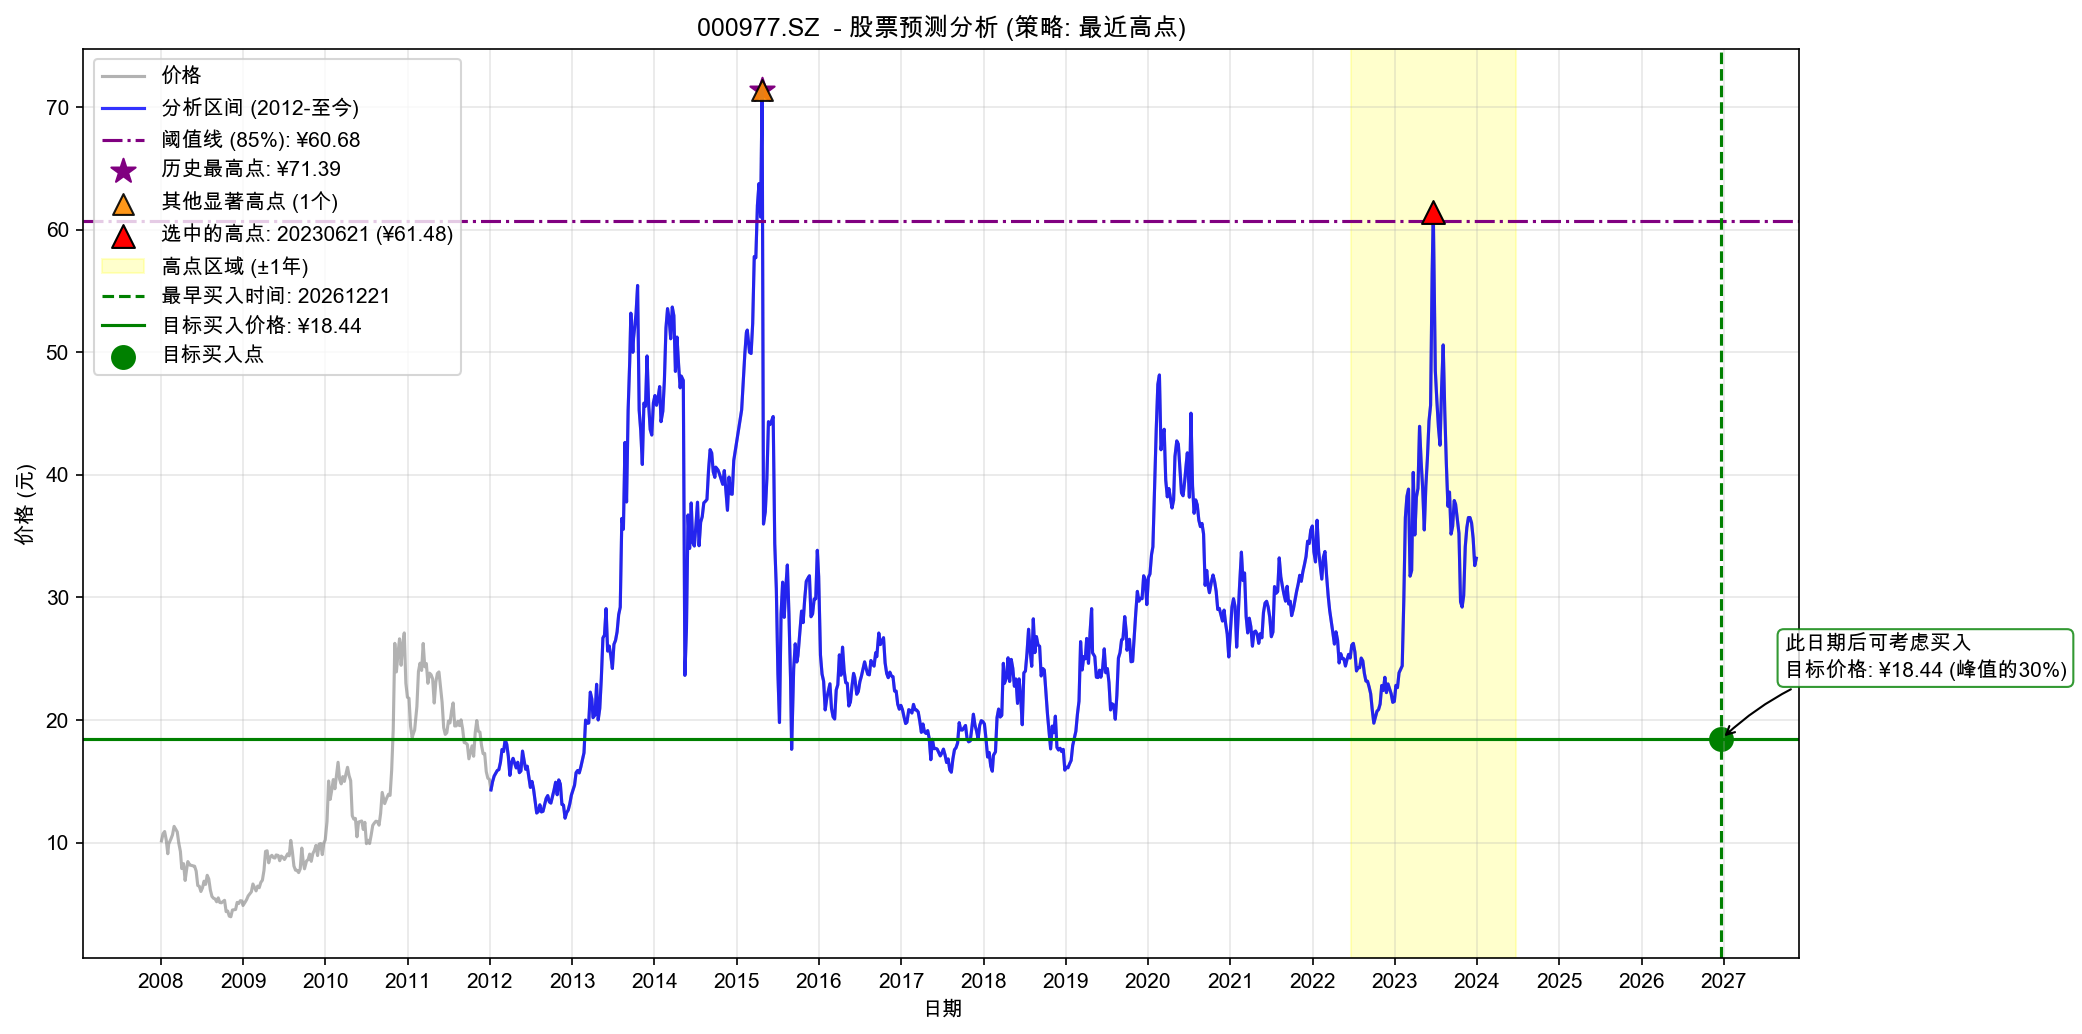 000977.SZ  - 股票预测分析 (策略: 最近高点)
价格
分析区间 (2012-至今)
阈值线 (85%): ¥60.68
历史最高点: ¥71.39
其他显著高点 (1个)
选中的高点: 20230621 (¥61.48)
高点区域 (±1年)
最早买入时间: 20261221
目标买入价格: ¥18.44
目标买入点
价格 (元)
70
60
50
40
30
20
10
此日期后可考虑买入
目标价格: ¥18.44 (峰值的30%)
2008 2009 2010 2011 2012 2013 2014 2015 2016 2017 2018 2019 2020 2021 2022 2023 2024 2025 2026 2027
日期